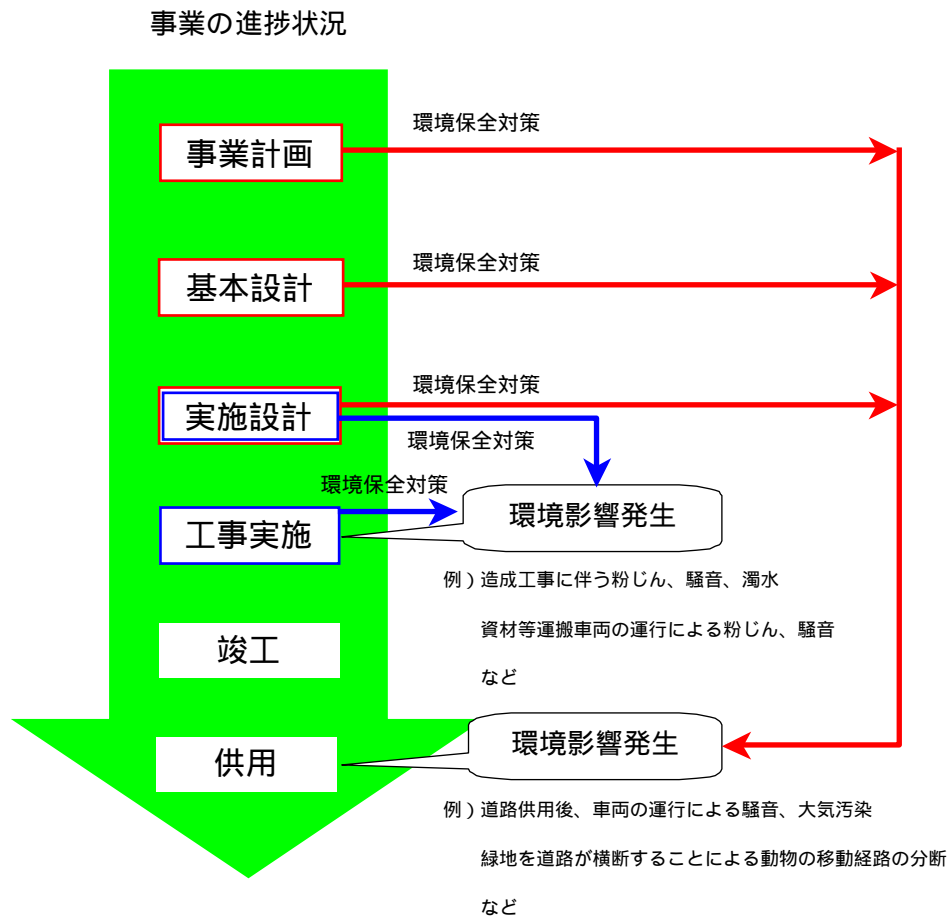 事業の進捗状況
環境保全対策
事業計画
環境保全対策
基本設計
環境保全対策
実施設計
環境保全対策
環境保全対策
環境影響発生
工事実施
例）造成工事に伴う粉じん、騒音、濁水
資材等運搬車両の運行による粉じん、騒音
など
竣工
環境影響発生
供用
例）道路供用後、車両の運行による騒音、大気汚染
緑地を道路が横断することによる動物の移動経路の分断
など